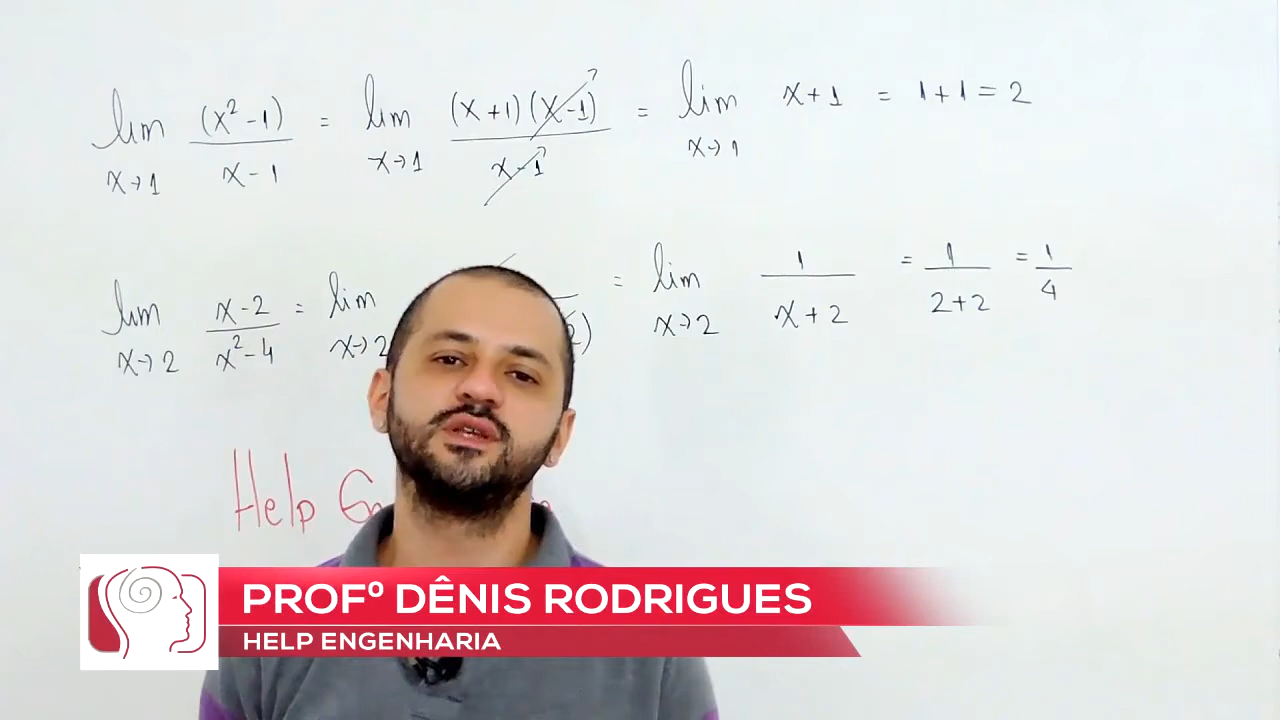 lim x→1 (x²-1)/(x-1) = lim x→1 (x+1)(x-1)/(x-1) = lim x→1 x+1 = 1+1=2
lim x→2 (x-2)/(x²-4) = lim x→2 2) = lim x→2 1/(x+2) = 1/(2+2) = 1/4
Help
PROFº DÊNIS RODRIGUES
HELP ENGENHARIA